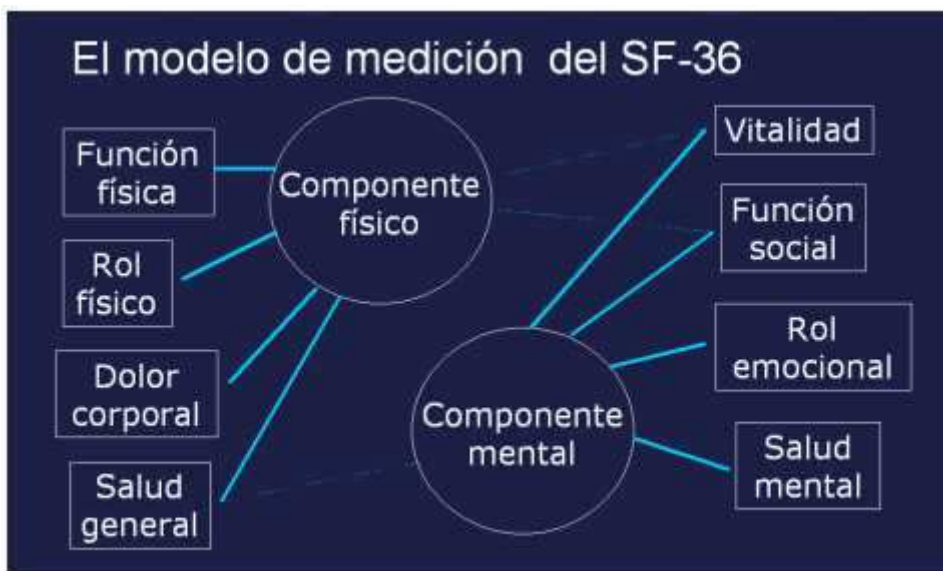 El modelo de medición del SF-36
Función
física
Rol
físico
Dolor
corporal
Salud
general
Componente
físico
Componente
mental
Vitalidad
Función
social
Rol
emocional
Salud
mental